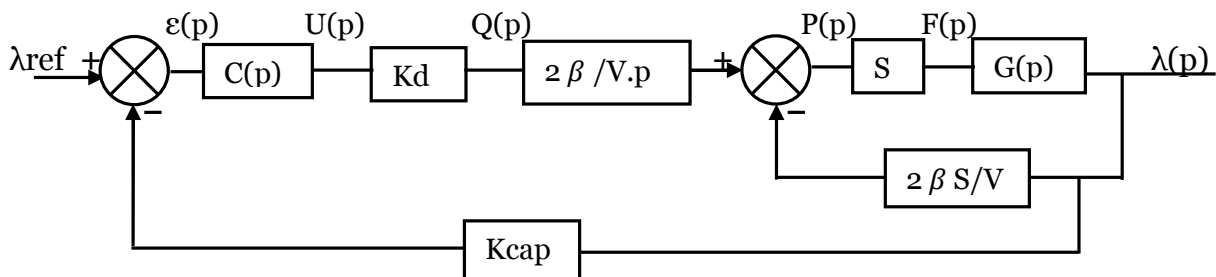 ε(p) U(p) Q(p) P(p) F(p)
λref + C(p) Kd 2 β /V.p + S G(p) λ(p)
− −
2 β S/V
Kcap